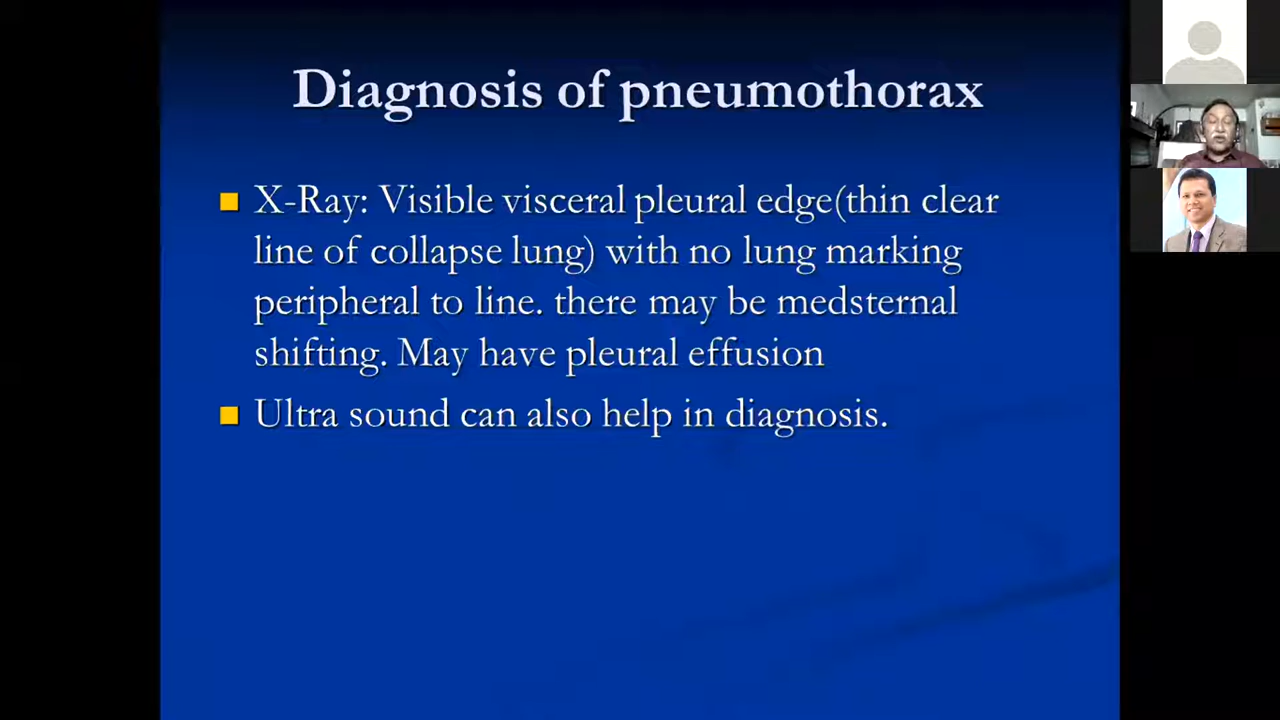 Diagnosis of pneumothorax
X-Ray: Visible visceral pleural edge(thin clear
line of collapse lung) with no lung marking
peripheral to line. there may be medsternal
shifting. May have pleural effusion
Ultra sound can also help in diagnosis.